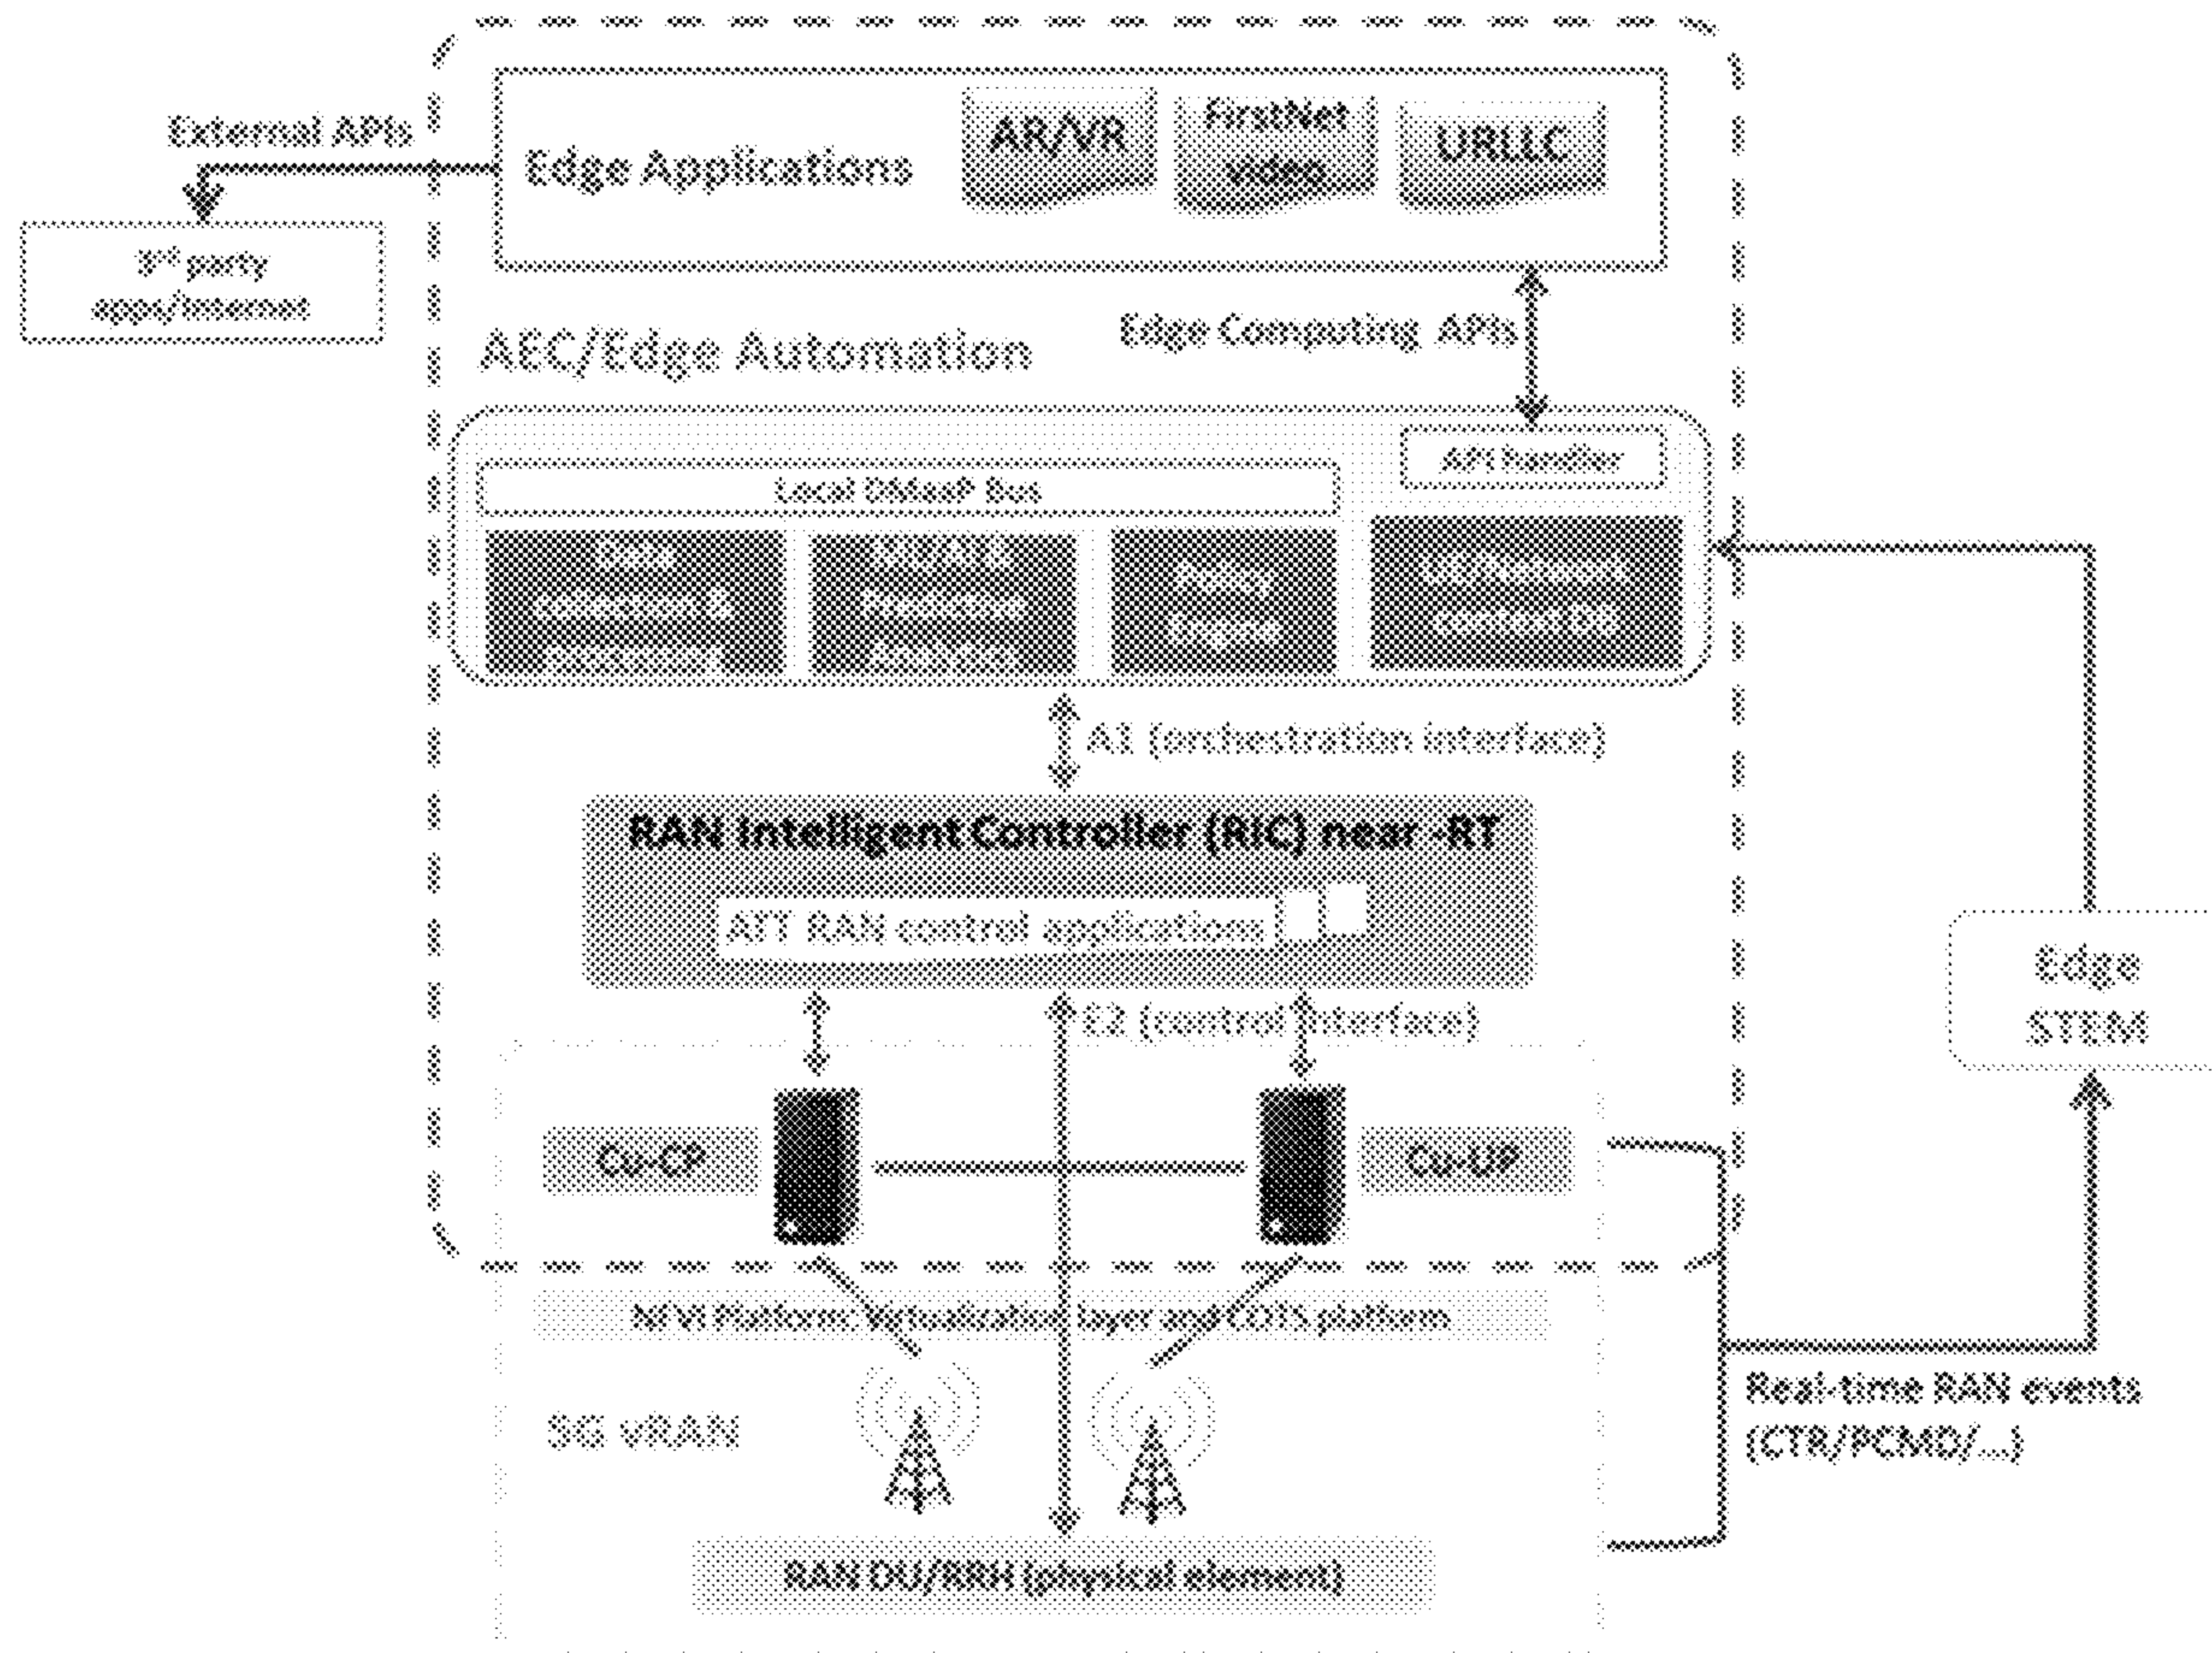 External APIs
Edge Applications
AR/VR
FirstNet
video
URLLC
3rd party
apps/Internet
AEC/Edge Automation
Edge Computing APIs
API handler
Local DMaaP Bus
Policy
Engine
A1 (orchestration interface)
RAN Intelligent Controller (RIC) near -RT
ATT RAN control applications
E2 (control interface)
Edge
STEM
Cu-CP
Cu-UP
NFVI Platform: Virtualization layer and COTS platform
5G vRAN
Real-time RAN events
(CTR/PCMD/...)
RAN DU/RRH (physical element)